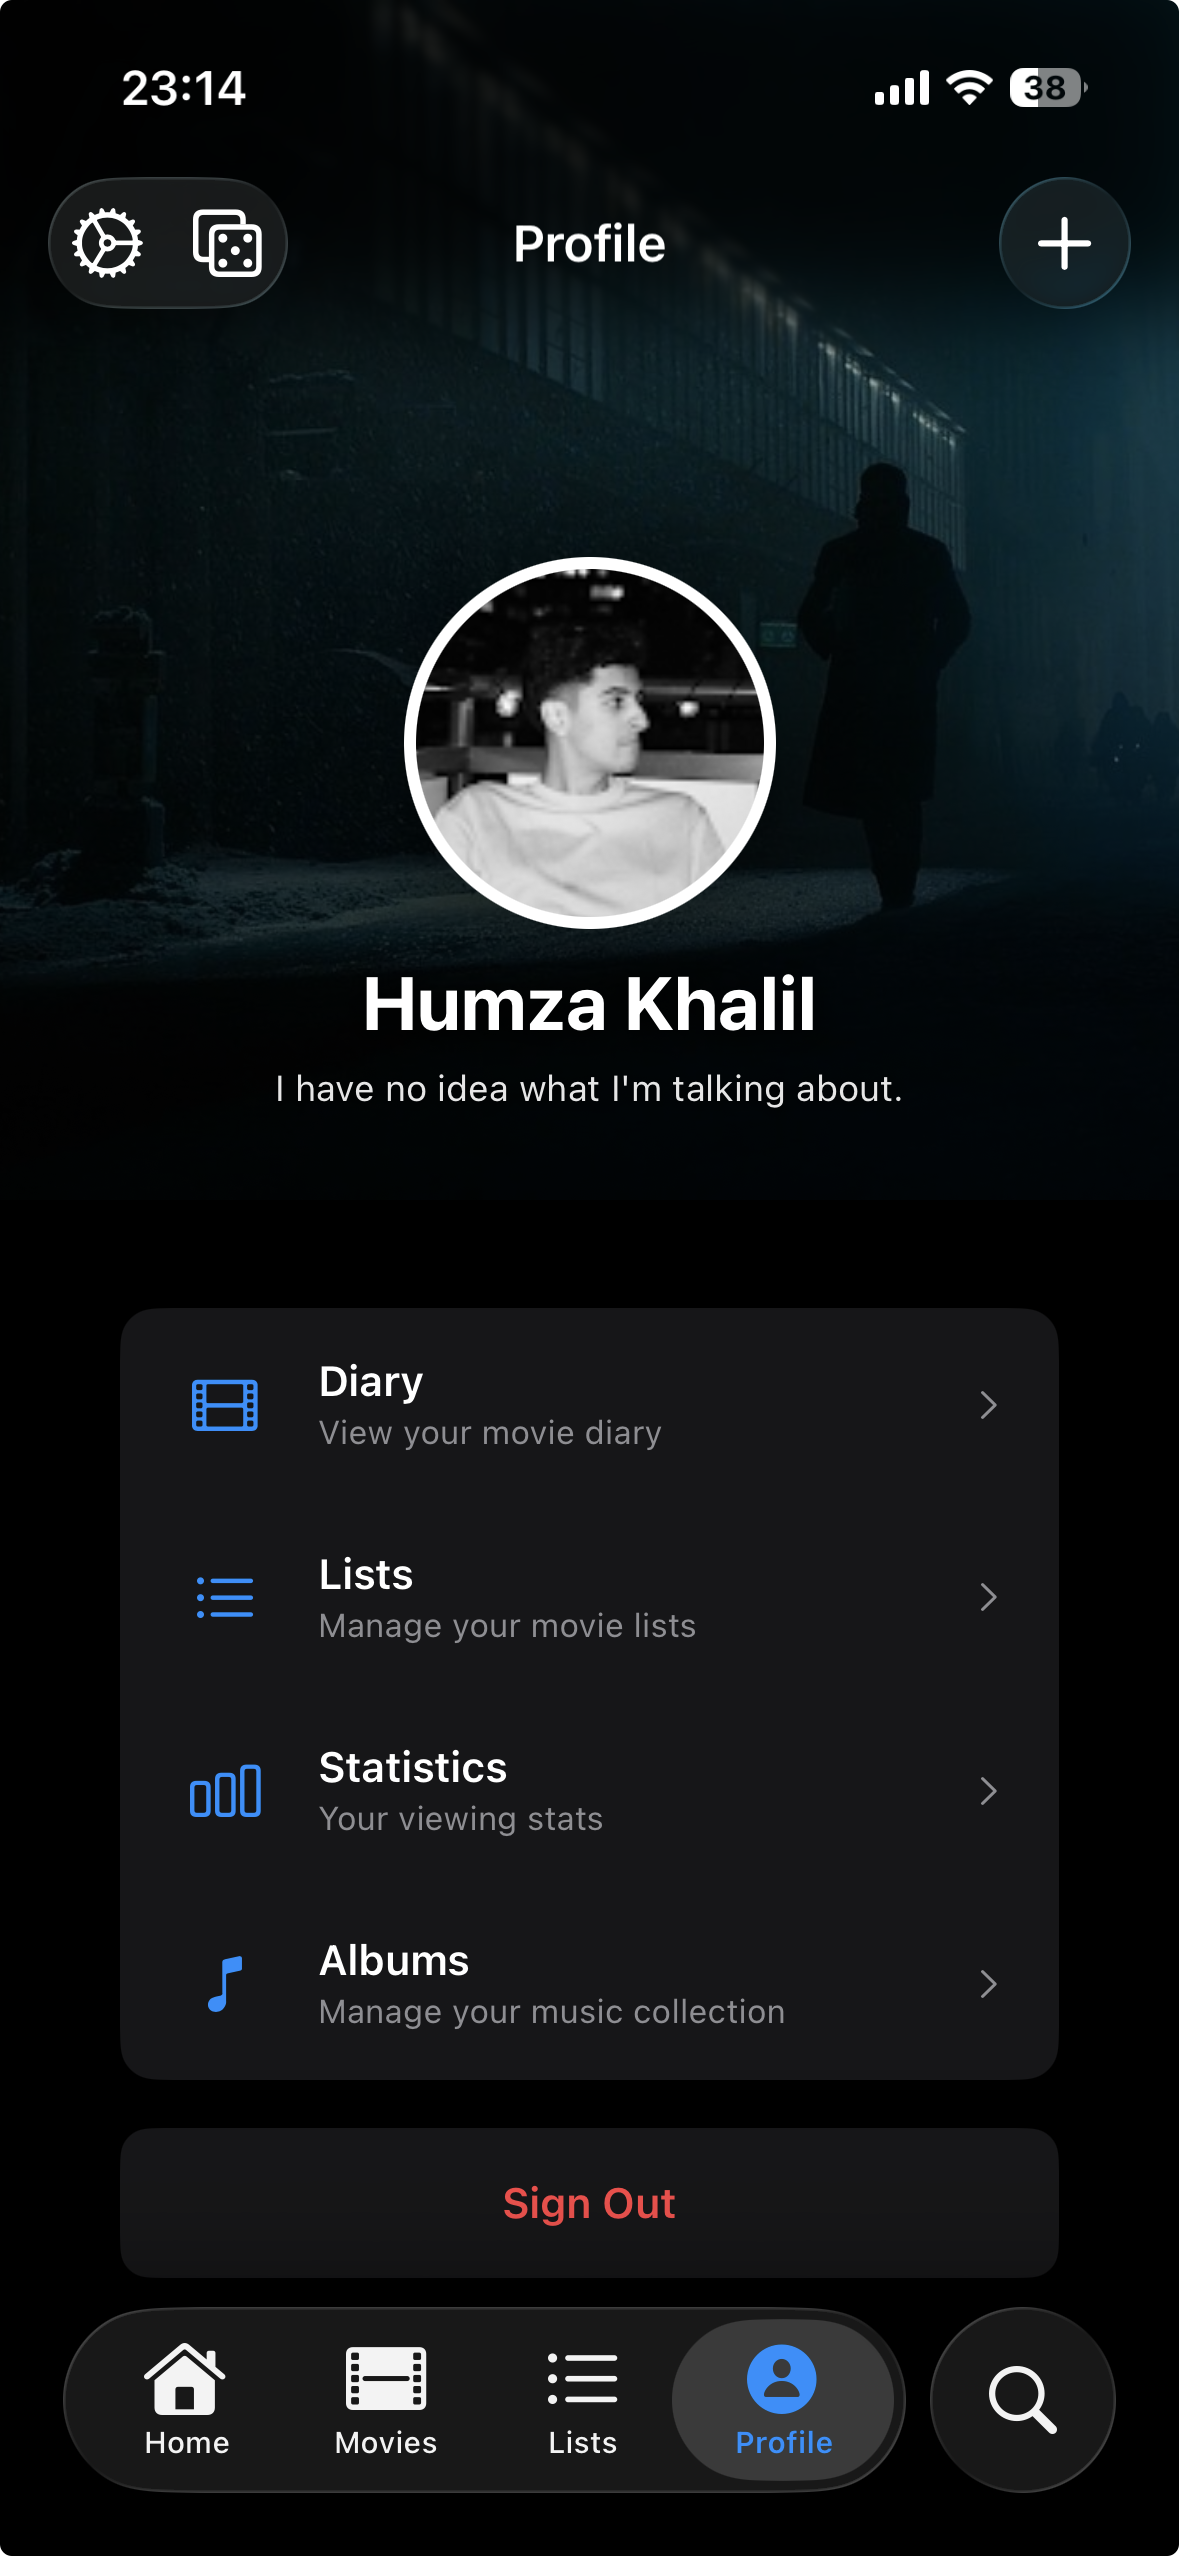 23:14
38
Profile
Humza Khalil
I have no idea what I'm talking about.
Diary
View your movie diary
Lists
Manage your movie lists
Statistics
Your viewing stats
Albums
Manage your music collection
Sign Out
Home
Movies
Lists
Profile